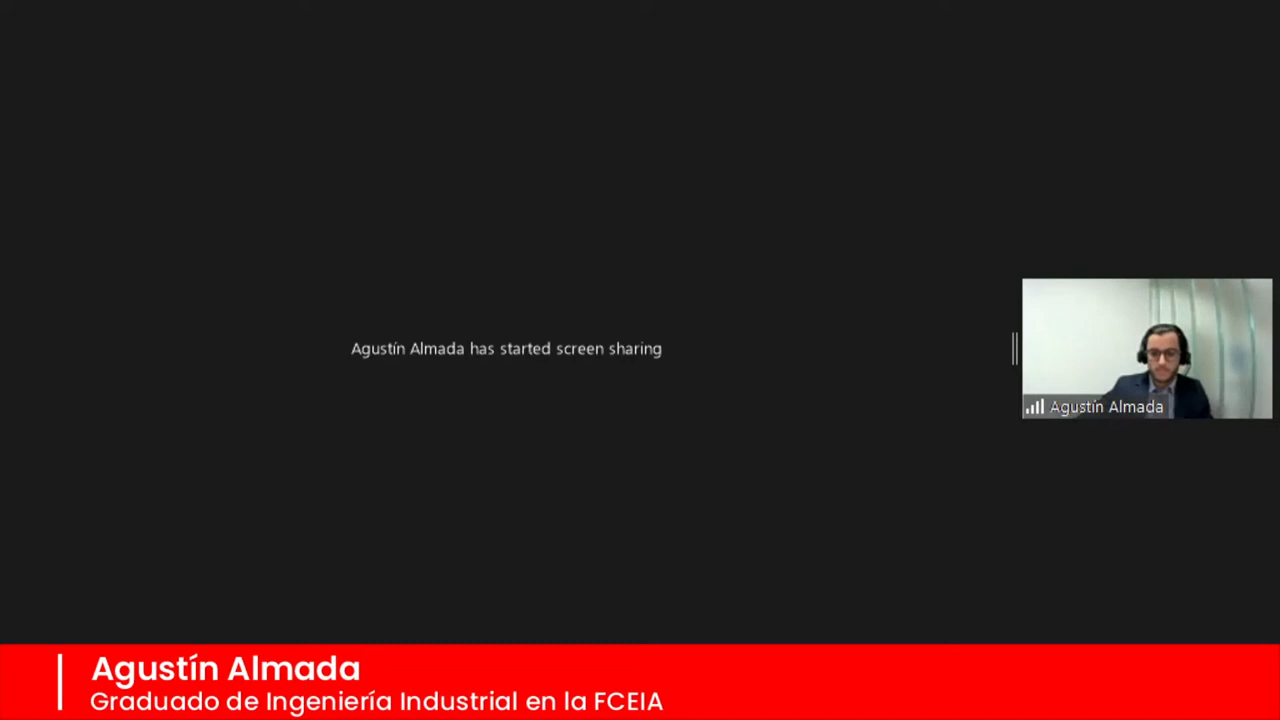 Agustín Almada has started screen sharing
Agustín Almada
Agustín Almada
Graduado de Ingeniería Industrial en la FCEIA